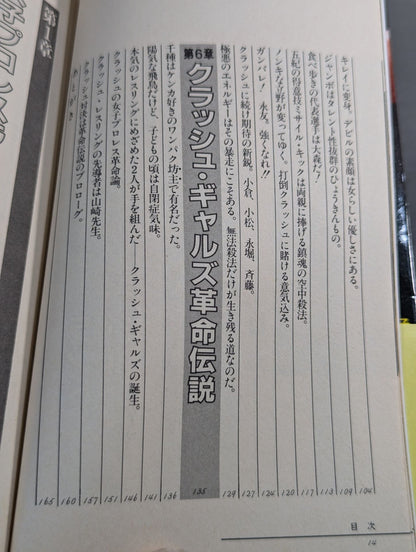 キレイに変身、デビルの素顔は女らしい優しさにある。 104
ジャンボはタレント性抜群のひょうきんもの。 109
食べ歩きの代表選手は大森だ! 113
五紀の得意技ミサイル・キックは両親に捧げる鎮魂の空中殺法。 117
ノンキな立野が変ってゆく。打倒クラッシュに賭ける意気込み。 120
ガンバレ! 永友。強くなれ!! 124
クラッシュに続け期待の新鋭。小倉、小松、永堀、斉藤。 127
極悪のエネルギーはその暴走にこそある。無法殺法だけが生き残る道なのだ。 129
第6章 クラッシュ・ギャルズ革命伝説 135
千種はケンカ好きのワンパク坊主で有名だった。 136
陽気な飛鳥だけど、子どもの頃は自閉症気味。 141
本気のレスリングにめざめた2人が手を組んだ――クラッシュ・ギャルズの誕生。 146
クラッシュの女子プロレス革命論。 151
クラッシュ・レスリングの先導者は山崎先生。 157
クラッシュ対決は革命伝説のプロローグ。 160
あとがき 165
目次
14
第1章